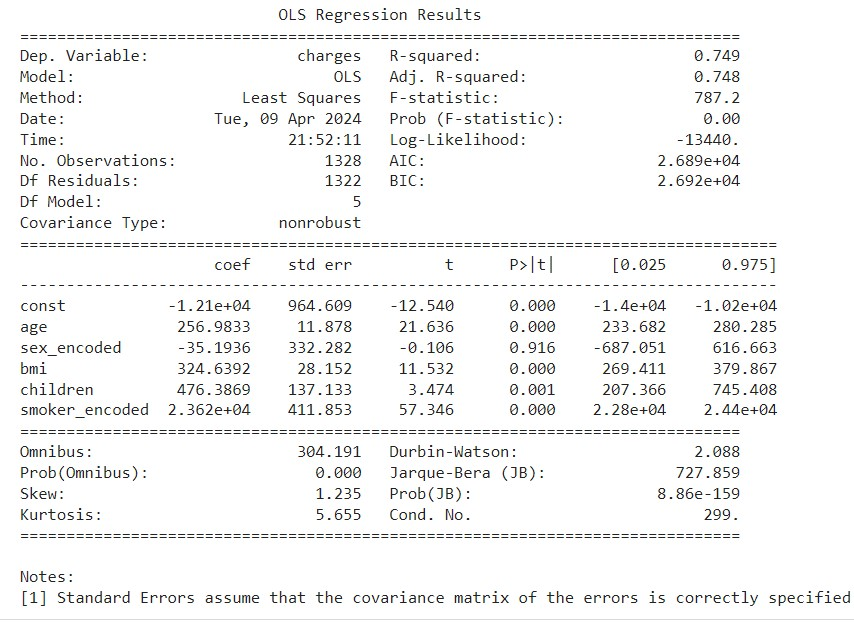 OLS Regression Results
==============================================================================
Dep. Variable:                charges   R-squared:                       0.749
Model:                            OLS   Adj. R-squared:                  0.748
Method:                 Least Squares   F-statistic:                     787.2
Date:                Tue, 09 Apr 2024   Prob (F-statistic):               0.00
Time:                        21:52:11   Log-Likelihood:                -13440.
No. Observations:                1328   AIC:                         2.689e+04
Df Residuals:                    1322   BIC:                         2.692e+04
Df Model:                           5
Covariance Type:            nonrobust
==================================================================================
                     coef    std err          t      P>|t|      [0.025      0.975]
----------------------------------------------------------------------------------
const           -1.21e+04    964.609    -12.540      0.000    -1.4e+04   -1.02e+04
age              256.9833     11.878     21.636      0.000     233.682     280.285
sex_encoded      -35.1936    332.282     -0.106      0.916    -687.051     616.663
bmi              324.6392     28.152     11.532      0.000     269.411     379.867
children         476.3869    137.133      3.474      0.001     207.366     745.408
smoker_encoded  2.362e+04    411.853     57.346      0.000    2.28e+04    2.44e+04
==============================================================================
Omnibus:                      304.191   Durbin-Watson:                   2.088
Prob(Omnibus):                  0.000   Jarque-Bera (JB):              727.859
Skew:                           1.235   Prob(JB):                    8.86e-159
Kurtosis:                       5.655   Cond. No.                         299.
==============================================================================
Notes:
[1] Standard Errors assume that the covariance matrix of the errors is correctly specified